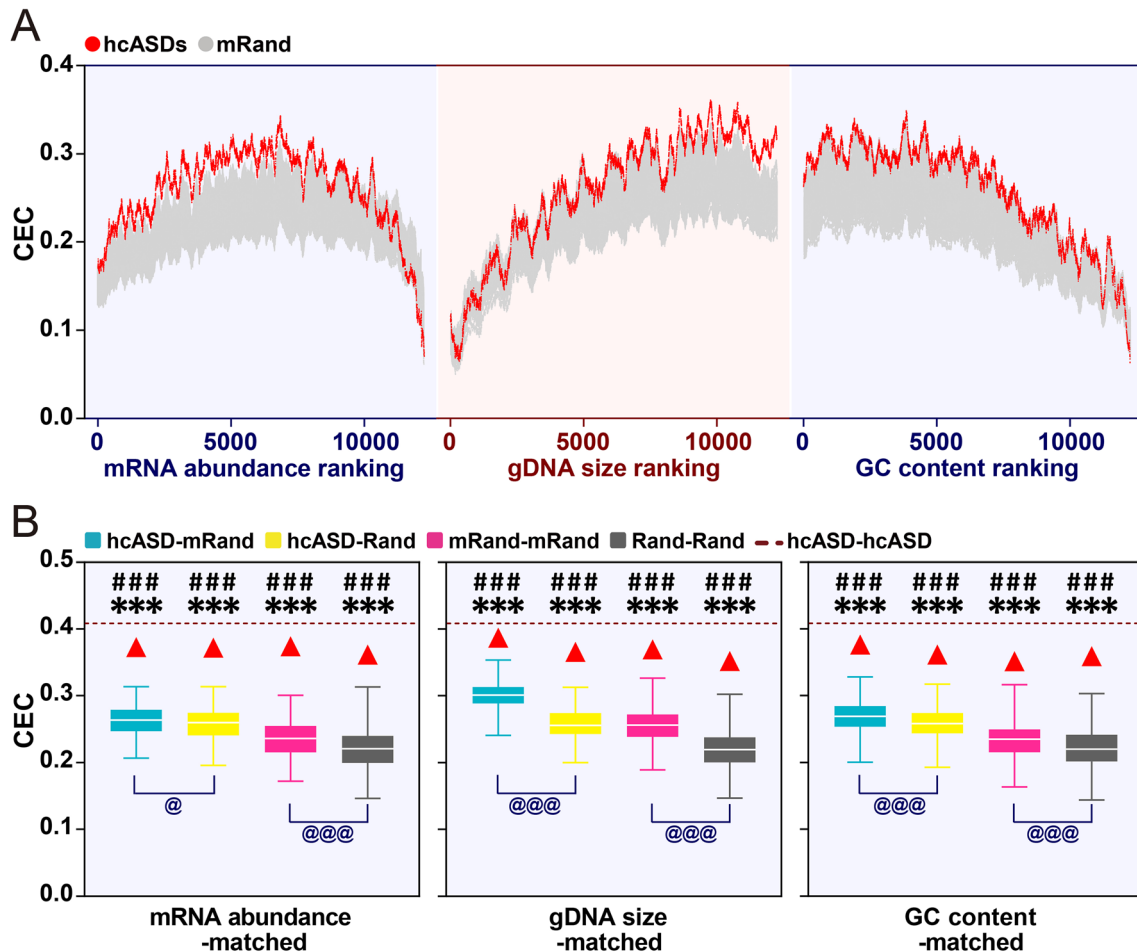 A
hcASDs mRand
0.4
0.3
0.2
0.1
0.0
CEC
0 5000 10000 0 5000 10000 0 5000 10000
mRNA abundance ranking gDNA size ranking GC content ranking
B
hcASD-mRand hcASD-Rand mRand-mRand Rand-Rand hcASD-hcASD
0.5
0.4
0.3
0.2
0.1
0.0
CEC
### ### ### ### ### ### ### ### ### ### ### ###
*** *** *** *** *** *** *** *** *** *** *** ***
@ @@@ @@@ @@@ @@@ @@@
mRNA abundance gDNA size GC content
-matched -matched -matched